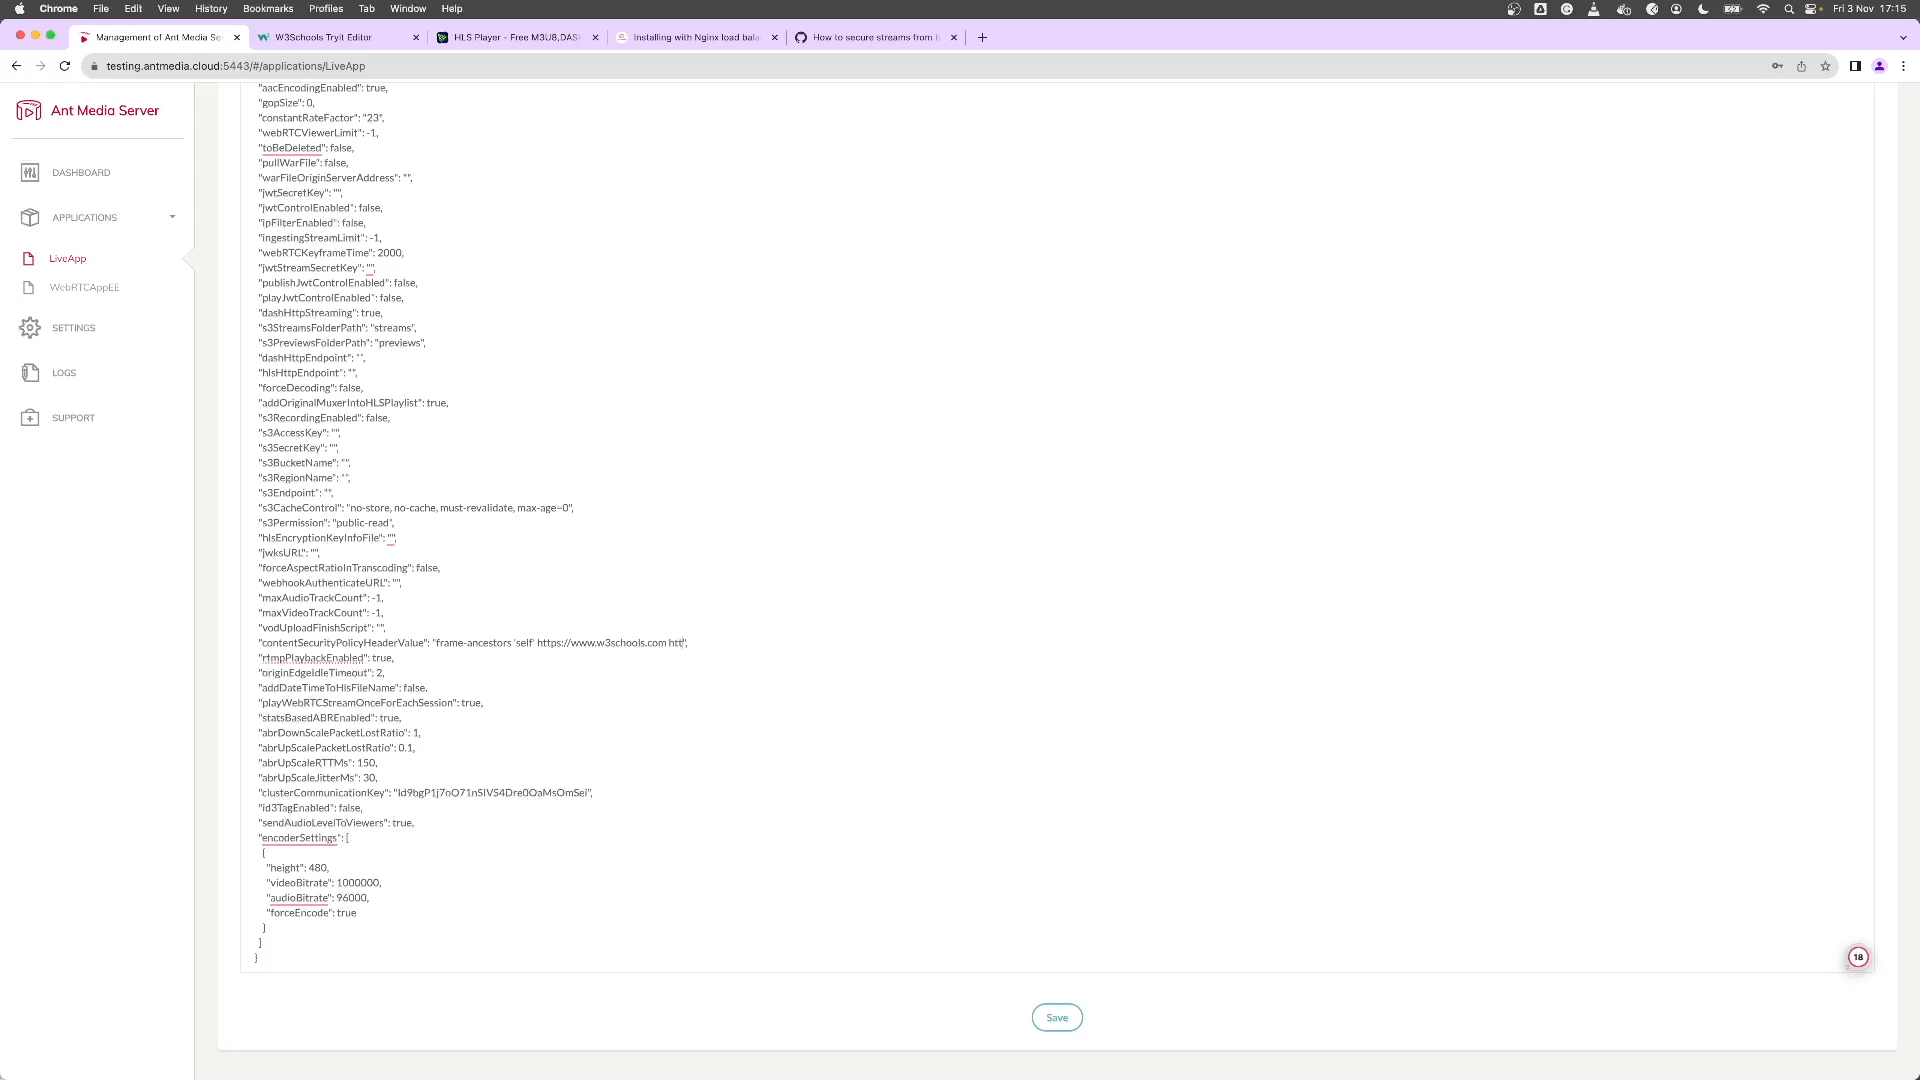 Chrome File Edit View History Bookmarks Profiles Tab Window Help Fri 3 Nov 17:15
Management of Ant Media Se W3Schools Tryit Editor HLS Player - Free M3U8,DAS Installing with Nginx load bala How to secure streams from b
testing.antmedia.cloud:5443/#/applications/LiveApp
Ant Media Server
DASHBOARD
APPLICATIONS
LiveApp
WebRTCAppEE
SETTINGS
LOGS
SUPPORT
"aacEncodingEnabled": true,
"gopSize": 0,
"constantRateFactor": "23",
"webRTCViewerLimit": -1,
"toBeDeleted": false,
"pullWarFile": false,
"warFileOriginServerAddress": "",
"jwtSecretKey": "",
"jwtControlEnabled": false,
"ipFilterEnabled": false,
"ingestingStreamLimit": -1,
"webRTCKeyframeTime": 2000,
"jwtStreamSecretKey": "",
"publishJwtControlEnabled": false,
"playJwtControlEnabled": false,
"dashHttpStreaming": true,
"s3StreamsFolderPath": "streams",
"s3PreviewsFolderPath": "previews",
"dashHttpEndpoint": "",
"hlsHttpEndpoint": "",
"forceDecoding": false,
"addOriginalMuxerIntoHLSPlaylist": true,
"s3RecordingEnabled": false,
"s3AccessKey": "",
"s3SecretKey": "",
"s3BucketName": "",
"s3RegionName": "",
"s3Endpoint": "",
"s3CacheControl": "no-store, no-cache, must-revalidate, max-age=0",
"s3Permission": "public-read",
"hlsEncryptionKeyInfoFile": "",
"jwksURL": "",
"forceAspectRatioInTranscoding": false,
"webhookAuthenticateURL": "",
"maxAudioTrackCount": -1,
"maxVideoTrackCount": -1,
"vodUploadFinishScript": "",
"contentSecurityPolicyHeaderValue": "frame-ancestors 'self' https://www.w3schools.com htt",
"rtmpPlaybackEnabled": true,
"originEdgeIdleTimeout": 2,
"addDateTimeToHlsFileName": false,
"playWebRTCStreamOnceForEachSession": true,
"statsBasedABREnabled": true,
"abrDownScalePacketLostRatio": 1,
"abrUpScalePacketLostRatio": 0.1,
"abrUpScaleRTTMs": 150,
"abrUpScaleJitterMs": 30,
"clusterCommunicationKey": "Id9bgP1j7oO71nSIVS4Dre0OaMsOmSei",
"id3TagEnabled": false,
"sendAudioLevelToViewers": true,
"encoderSettings": [
{
"height": 480,
"videoBitrate": 1000000,
"audioBitrate": 96000,
"forceEncode": true
}
]
}
18
Save